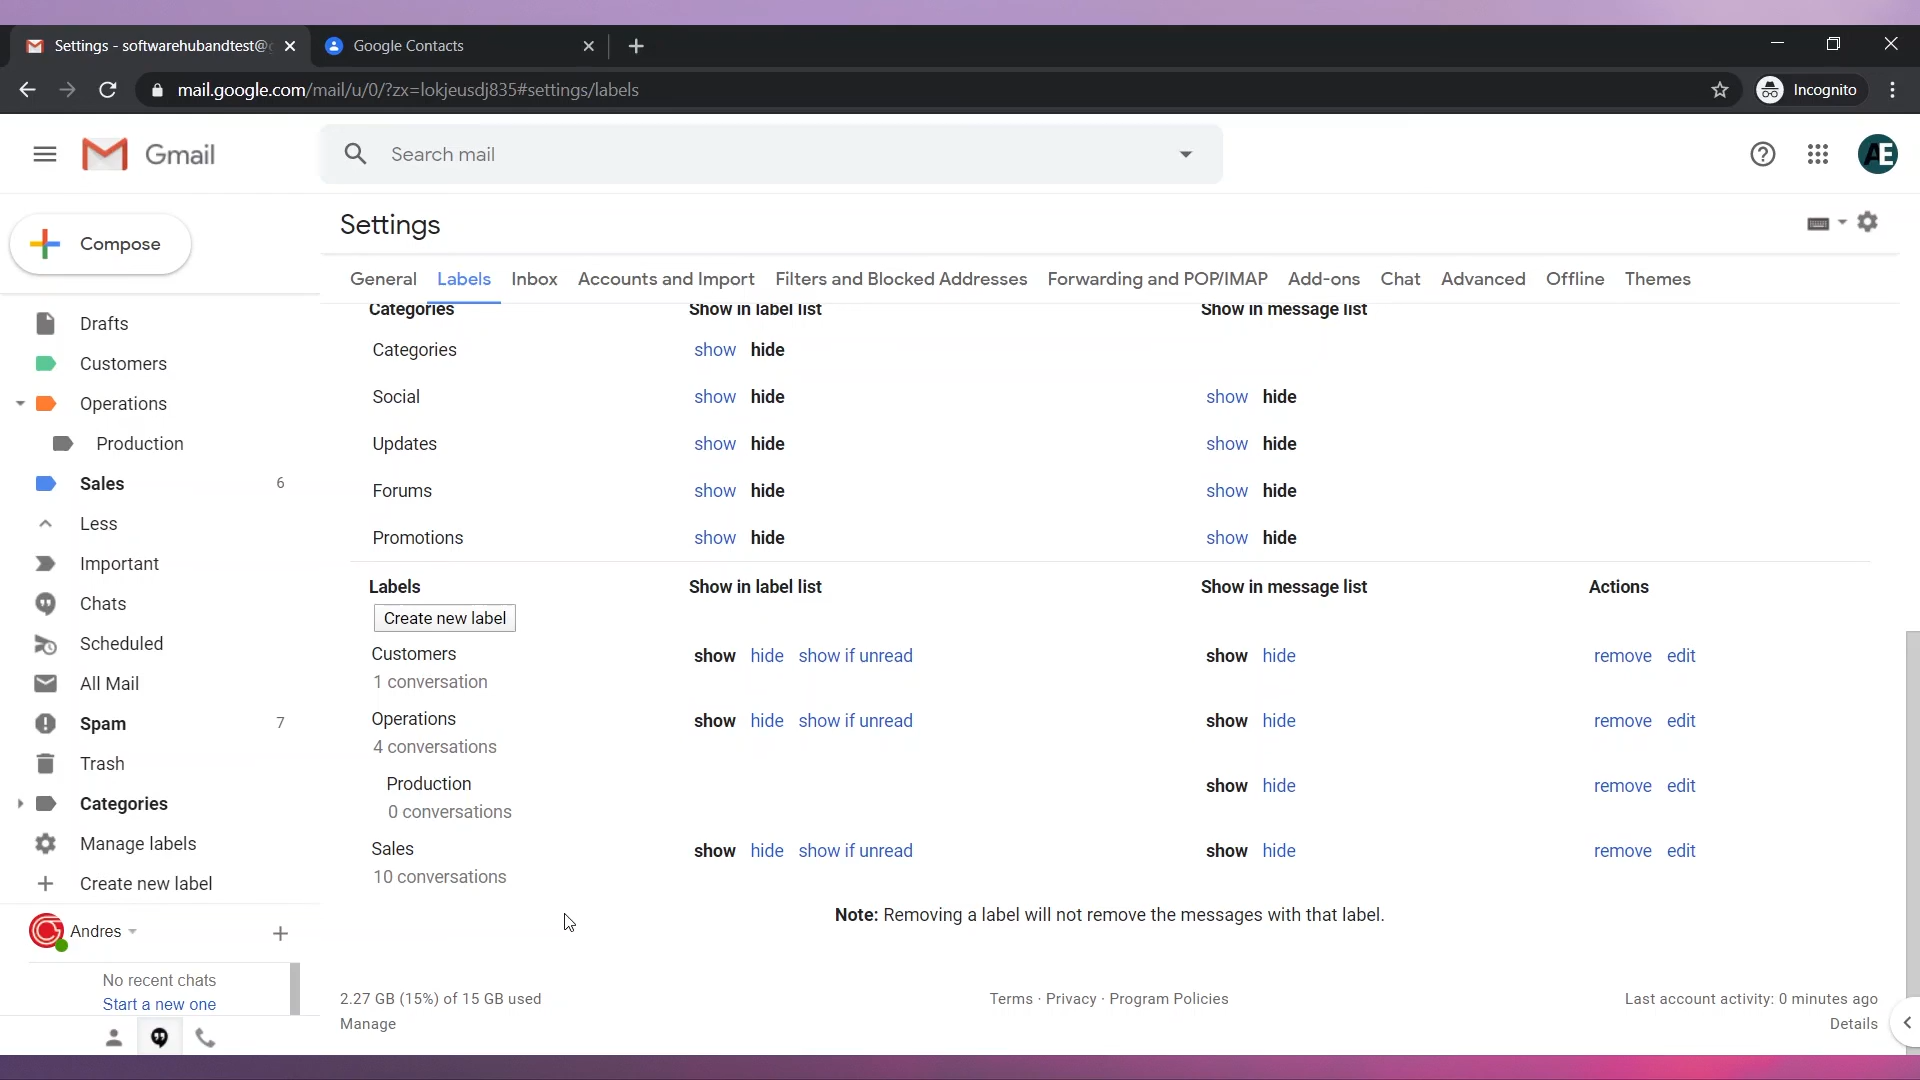 Settings - softwarehubandtest@
Google Contacts
mail.google.com/mail/u/0/?zx=lokjeusdj835#settings/labels
Incognito
Gmail
Search mail
AE
Compose
Settings
General Labels Inbox Accounts and Import Filters and Blocked Addresses Forwarding and POP/IMAP Add-ons Chat Advanced Offline Themes
Drafts
Customers
Operations
Production
Sales 6
Less
Important
Chats
Scheduled
All Mail
Spam 7
Trash
Categories
Manage labels
Create new label
Andres
No recent chats
Start a new one
Categories Show in label list Show in message list
Categories show hide
Social show hide show hide
Updates show hide show hide
Forums show hide show hide
Promotions show hide show hide
Labels Show in label list Show in message list Actions
Create new label
Customers show hide show if unread show hide remove edit
1 conversation
Operations show hide show if unread show hide remove edit
4 conversations
Production show hide remove edit
0 conversations
Sales show hide show if unread show hide remove edit
10 conversations
Note: Removing a label will not remove the messages with that label.
2.27 GB (15%) of 15 GB used
Manage
Terms · Privacy · Program Policies
Last account activity: 0 minutes ago
Details